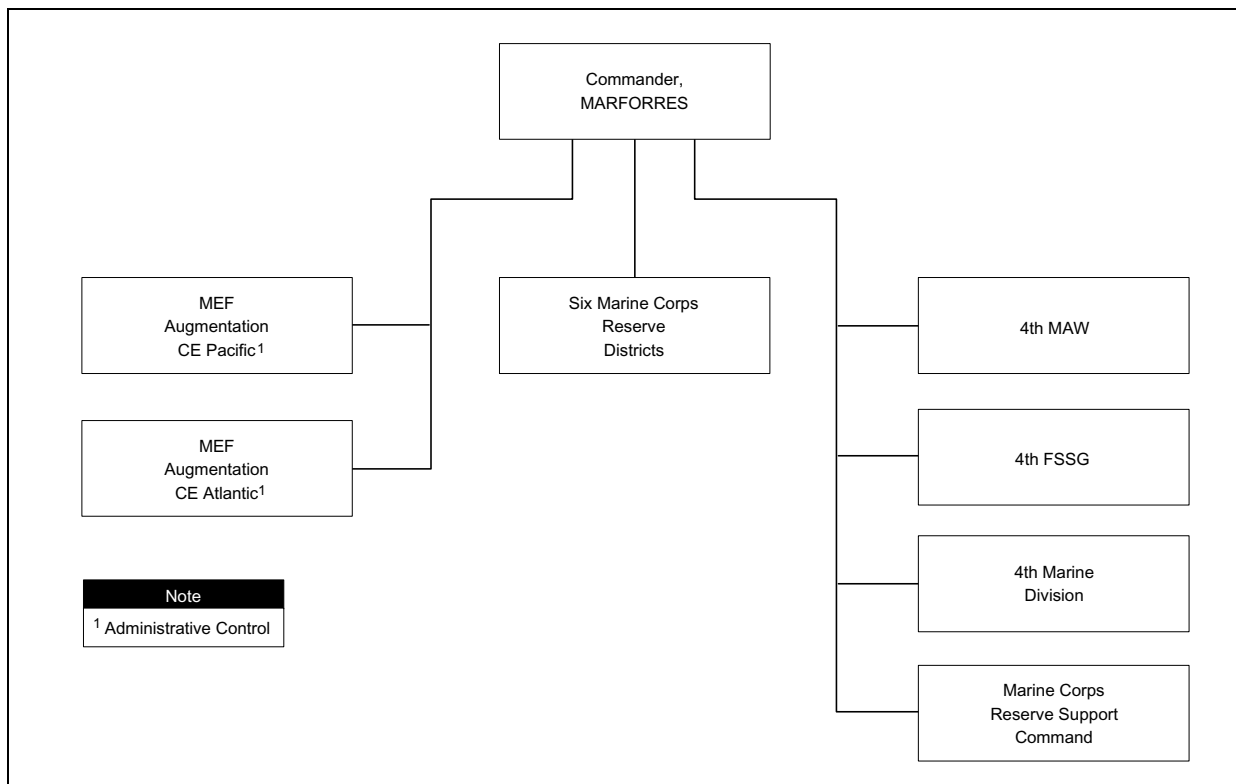 Commander,
MARFORRES
MEF
Augmentation
CE Pacific¹
Six Marine Corps
Reserve
Districts
4th MAW
MEF
Augmentation
CE Atlantic¹
4th FSSG
4th Marine
Division
Note
¹ Administrative Control
Marine Corps
Reserve Support
Command